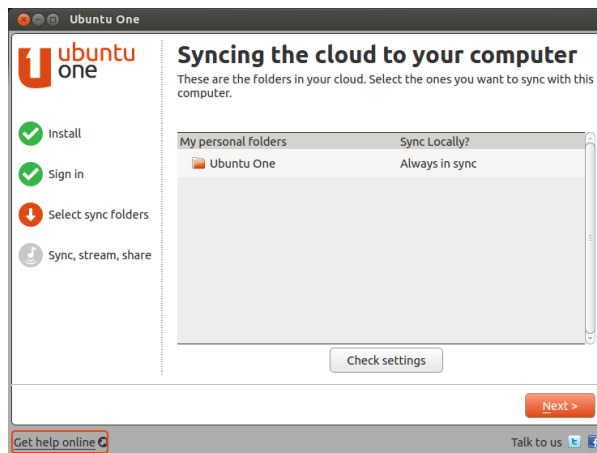 Ubuntu One
ubuntu
one
Syncing the cloud to your computer
These are the folders in your cloud. Select the ones you want to sync with this
computer.
Install
Sign in
Select sync folders
Sync, stream, share
My personal folders Sync Locally?
Ubuntu One Always in sync
Check settings
Next >
Get help online
Talk to us